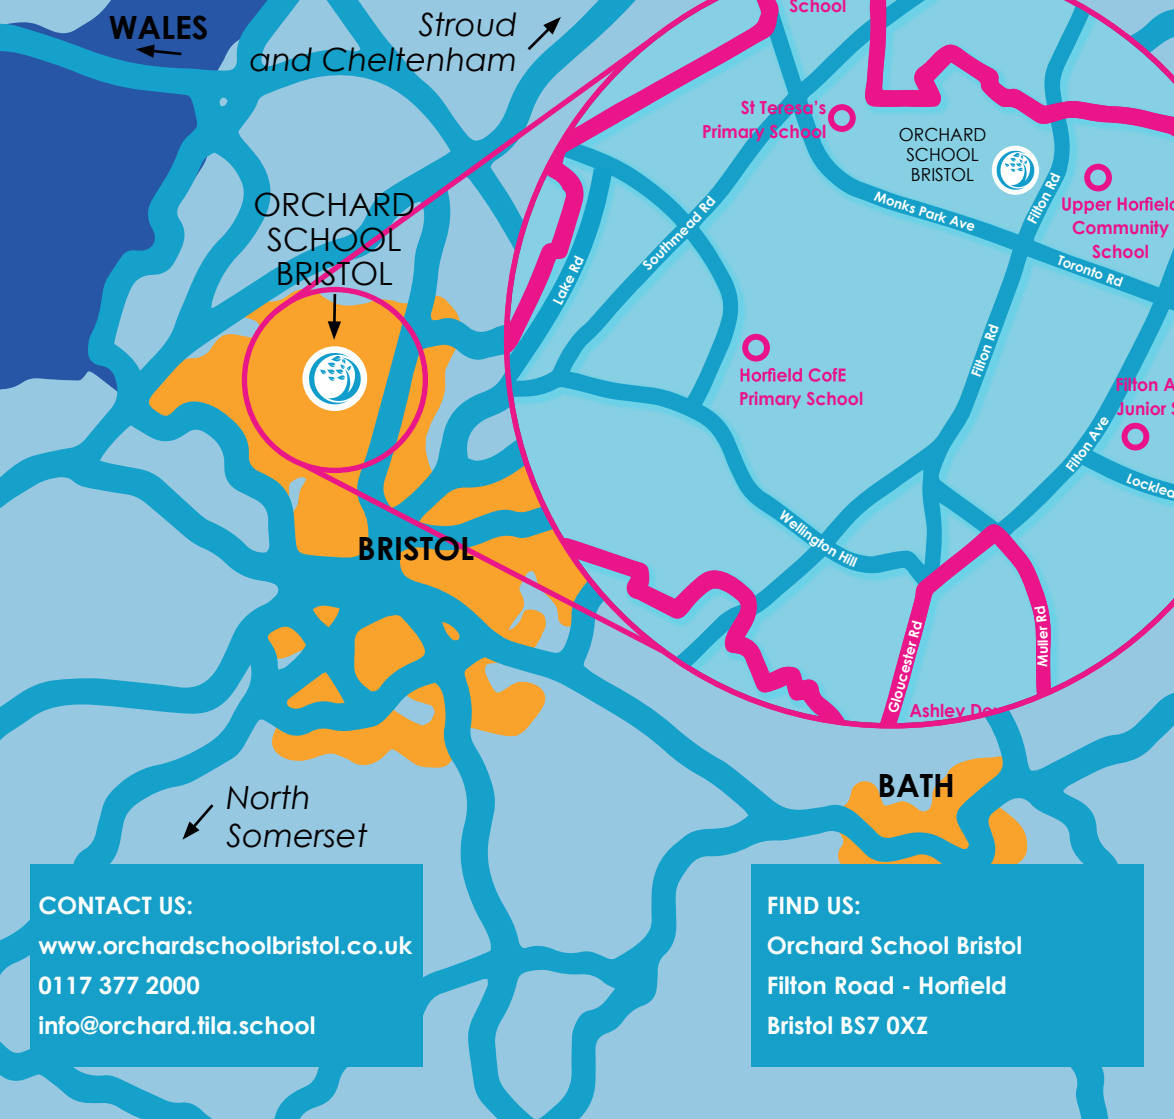 WALES
Stroud
and Cheltenham
School
St Teresa's
Primary School
ORCHARD
SCHOOL
BRISTOL
Filton Rd
Upper Horfield
Community
School
Monks Park Ave
Toronto Rd
Southmead Rd
Lake Rd
ORCHARD
SCHOOL
BRISTOL
Filton Rd
Horfield CofE
Primary School
Filton A
Junior S
Filton Ave
Locklea
Wellington Hill
BRISTOL
Gloucester Rd
Muller Rd
Ashley Do
BATH
North
Somerset
CONTACT US:
www.orchardschoolbristol.co.uk
0117 377 2000
info@orchard.tila.school
FIND US:
Orchard School Bristol
Filton Road - Horfield
Bristol BS7 0XZ